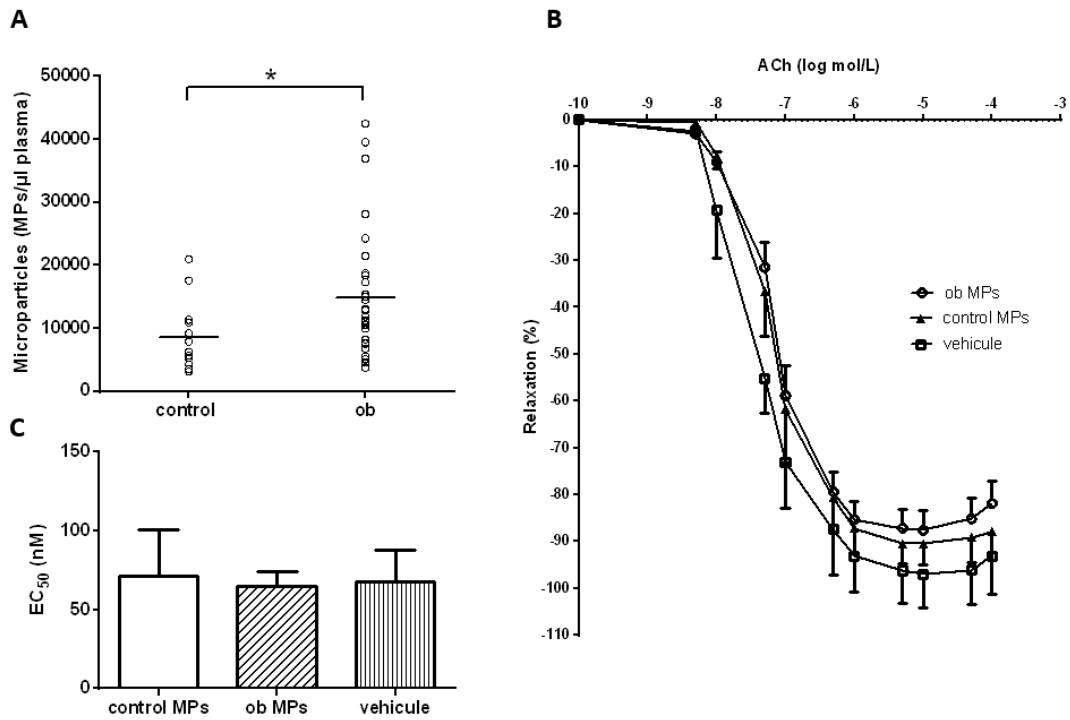 A
Microparticles (MPs/µl plasma)
50000
40000
30000
20000
10000
0
*
control
ob
B
ACh (log mol/L)
-10
-9
-8
-7
-6
-5
-4
-3
0
-10
-20
-30
-40
-50
-60
-70
-80
-90
-100
-110
Relaxation (%)
ob MPs
control MPs
vehicule
C
EC50 (nM)
150
100
50
0
control MPs
ob MPs
vehicule